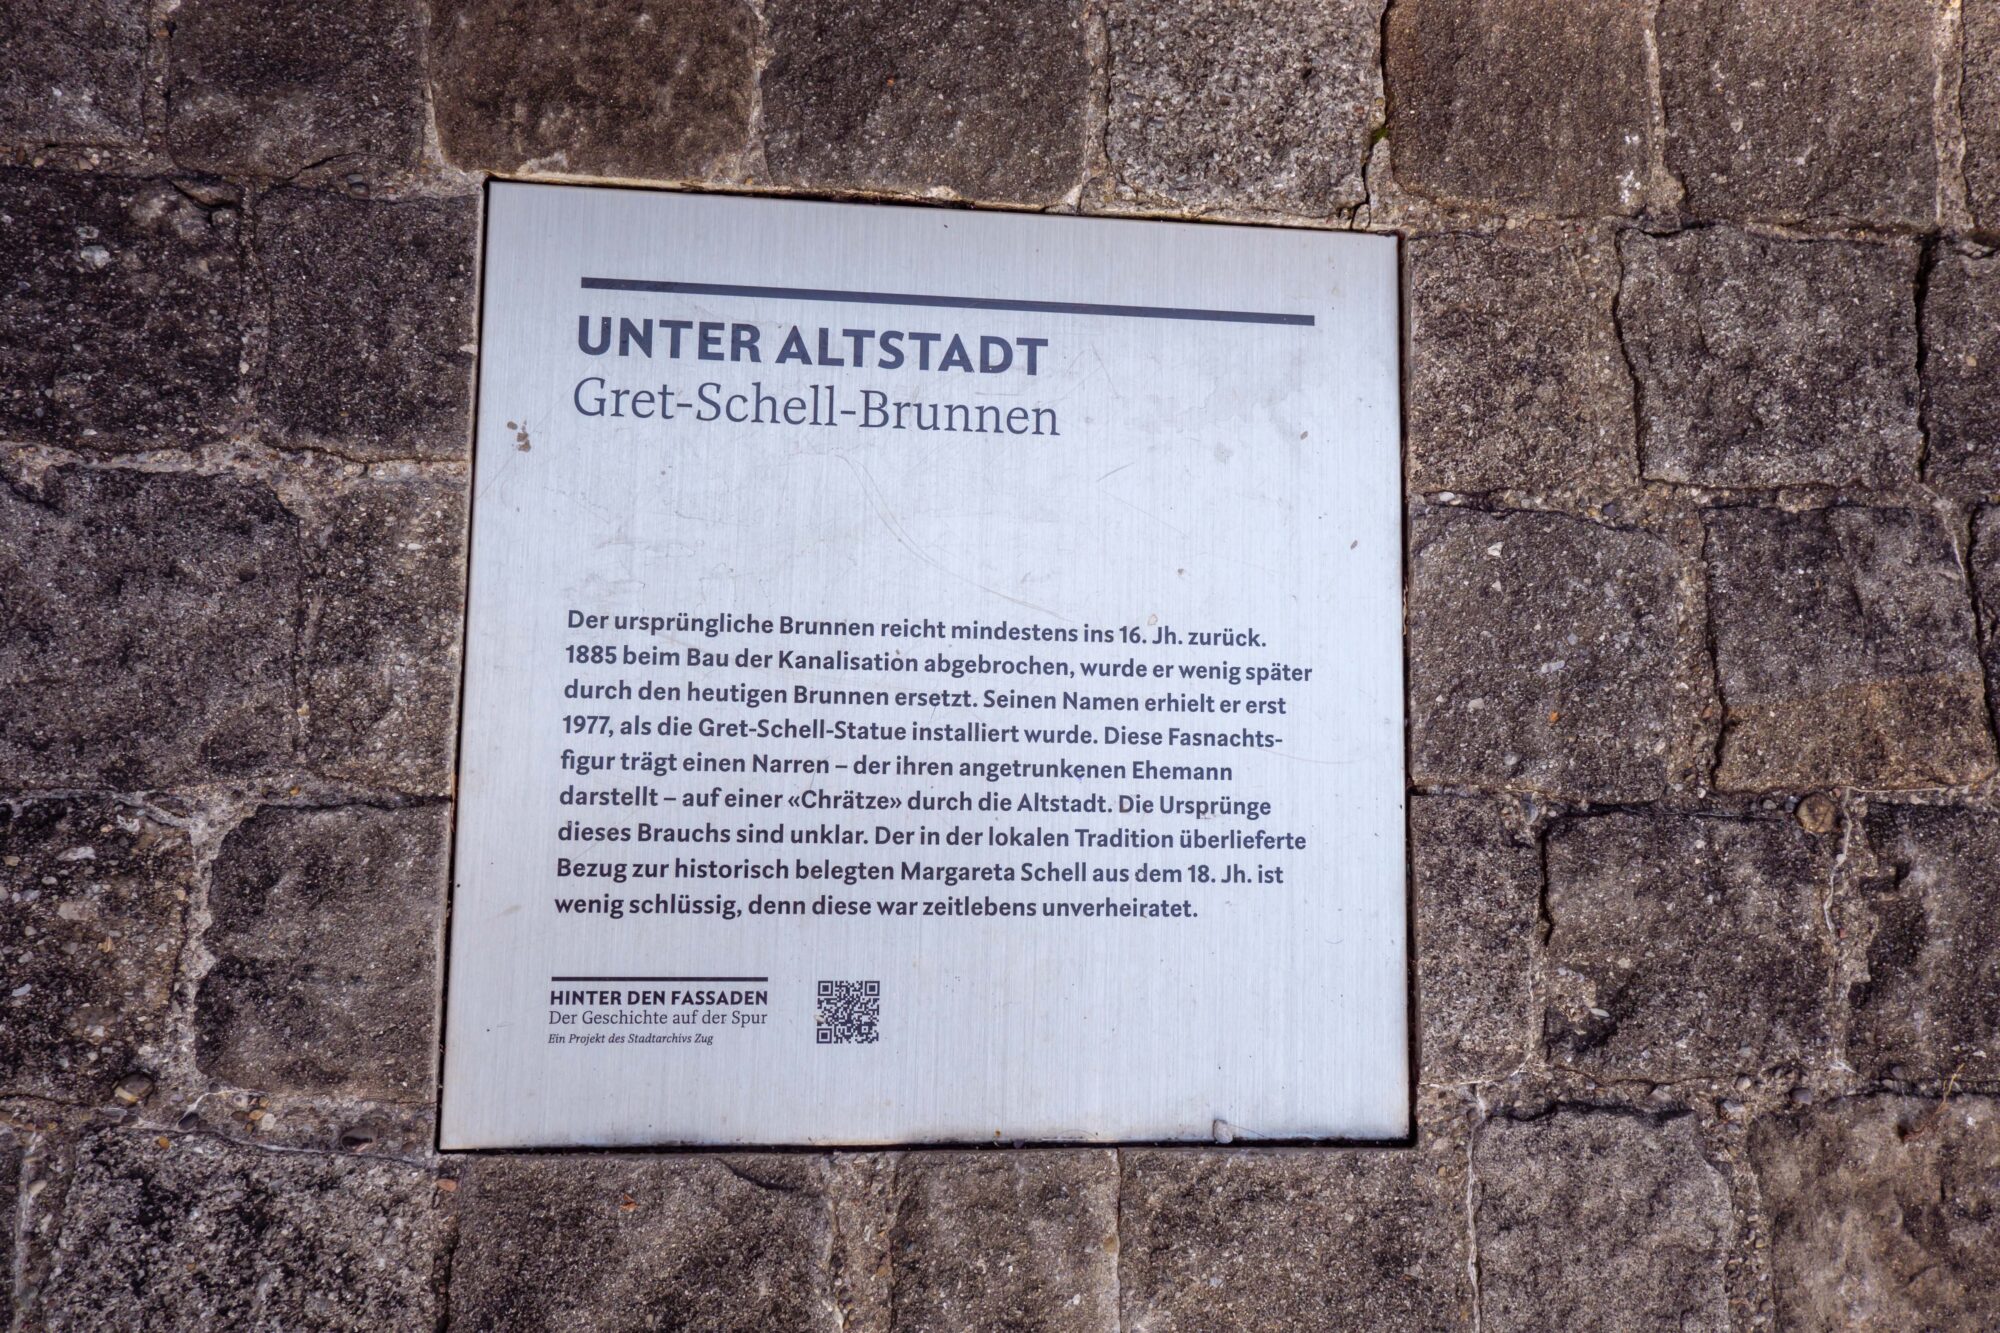 UNTER ALTSTADT
Gret-Schell-Brunnen
Der ursprüngliche Brunnen reicht mindestens ins 16. Jh. zurück.
1885 beim Bau der Kanalisation abgebrochen, wurde er wenig später
durch den heutigen Brunnen ersetzt. Seinen Namen erhielt er erst
1977, als die Gret-Schell-Statue installiert wurde. Diese Fasnachts-
figur trägt einen Narren – der ihren angetrunkenen Ehemann
darstellt – auf einer «Chrätze» durch die Altstadt. Die Ursprünge
dieses Brauchs sind unklar. Der in der lokalen Tradition überlieferte
Bezug zur historisch belegten Margareta Schell aus dem 18. Jh. ist
wenig schlüssig, denn diese war zeitlebens unverheiratet.
HINTER DEN FASSADEN
Der Geschichte auf der Spur
Ein Projekt des Stadtarchivs Zug